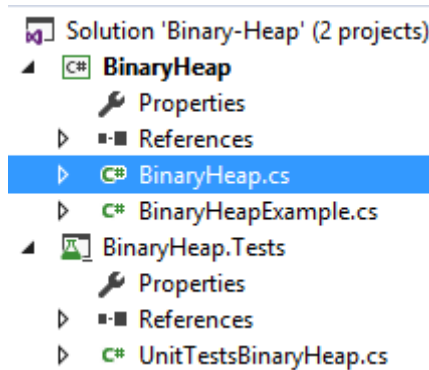 Solution 'Binary-Heap' (2 projects)
C# BinaryHeap
Properties
References
C# BinaryHeap.cs
C# BinaryHeapExample.cs
BinaryHeap.Tests
Properties
References
C# UnitTestsBinaryHeap.cs